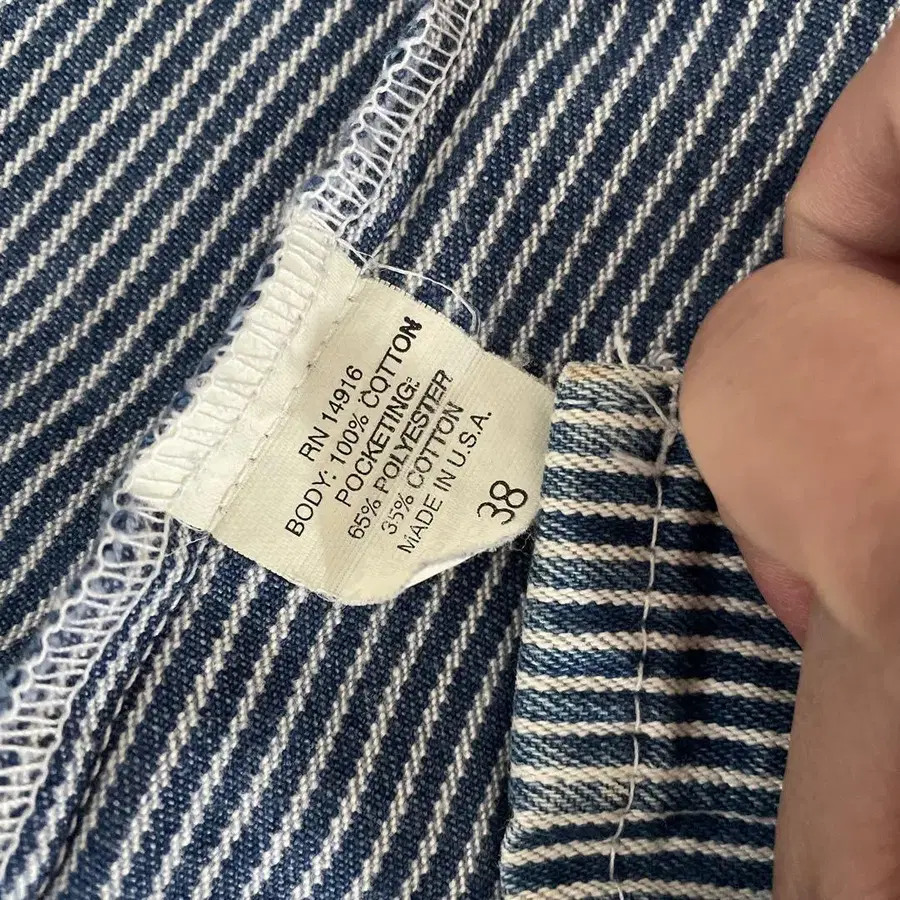 RN 14916
BODY: 100% COTTON
POCKETING:
65% POLYESTER
35% COTTON
MADE IN U.S.A.
38